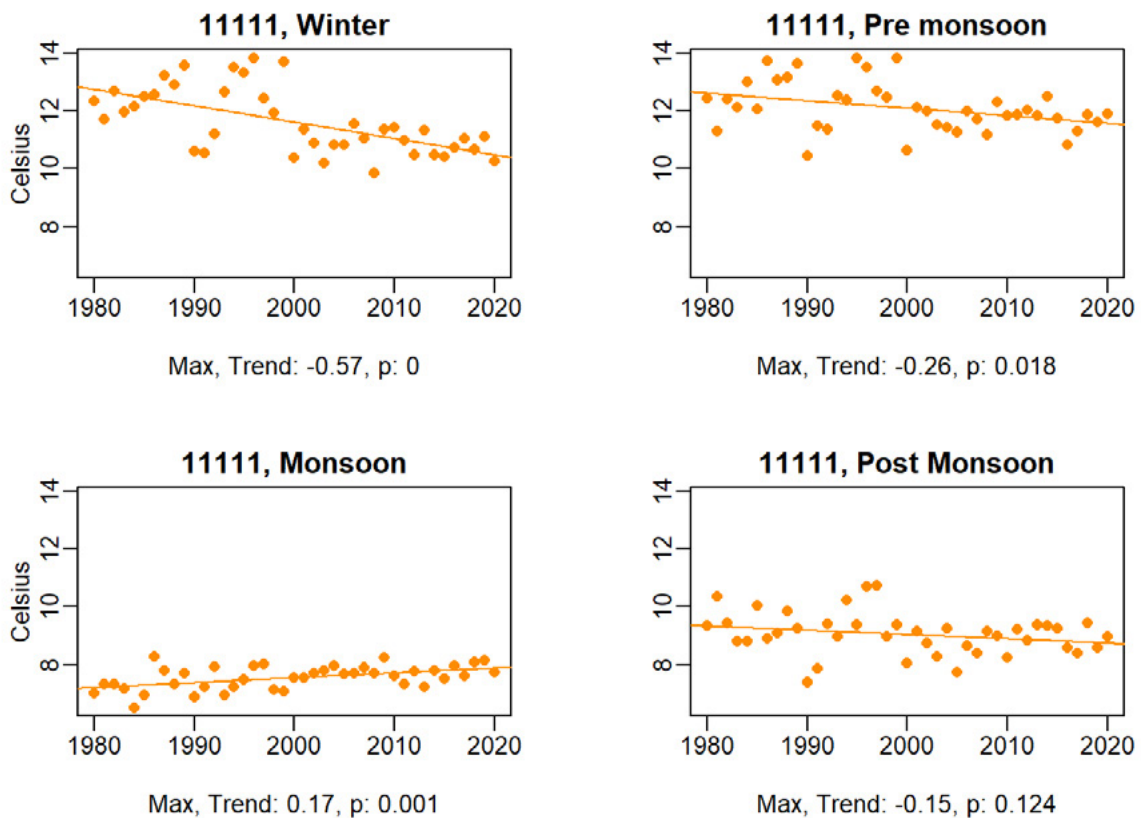 11111, Winter
Celsius
14
12
10
8
1980 1990 2000 2010 2020
Max, Trend: -0.57, p: 0
11111, Pre monsoon
14
12
10
8
1980 1990 2000 2010 2020
Max, Trend: -0.26, p: 0.018
11111, Monsoon
Celsius
14
12
10
8
1980 1990 2000 2010 2020
Max, Trend: 0.17, p: 0.001
11111, Post Monsoon
14
12
10
8
1980 1990 2000 2010 2020
Max, Trend: -0.15, p: 0.124